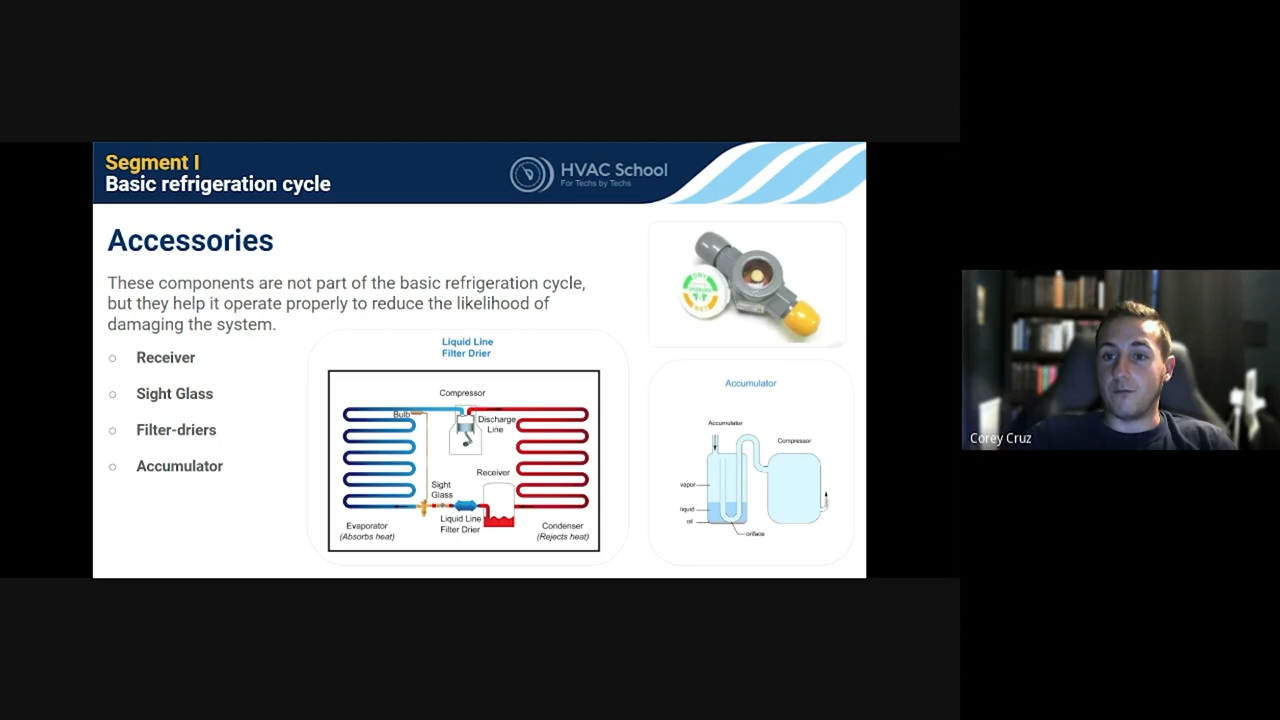 Segment I
Basic refrigeration cycle
HVAC School
For Techs by Techs
Accessories
These components are not part of the basic refrigeration cycle,
but they help it operate properly to reduce the likelihood of
damaging the system.
Receiver
Sight Glass
Filter-driers
Accumulator
Liquid Line
Filter Drier
Compressor
Bulb
Discharge
Line
Receiver
Sight
Glass
Liquid Line
Filter Drier
Evaporator
(Absorbs heat)
Condenser
(Rejects heat)
DRY
WET
Accumulator
Accumulator
Compressor
vapor
liquid
oil
orifiace
Corey Cruz